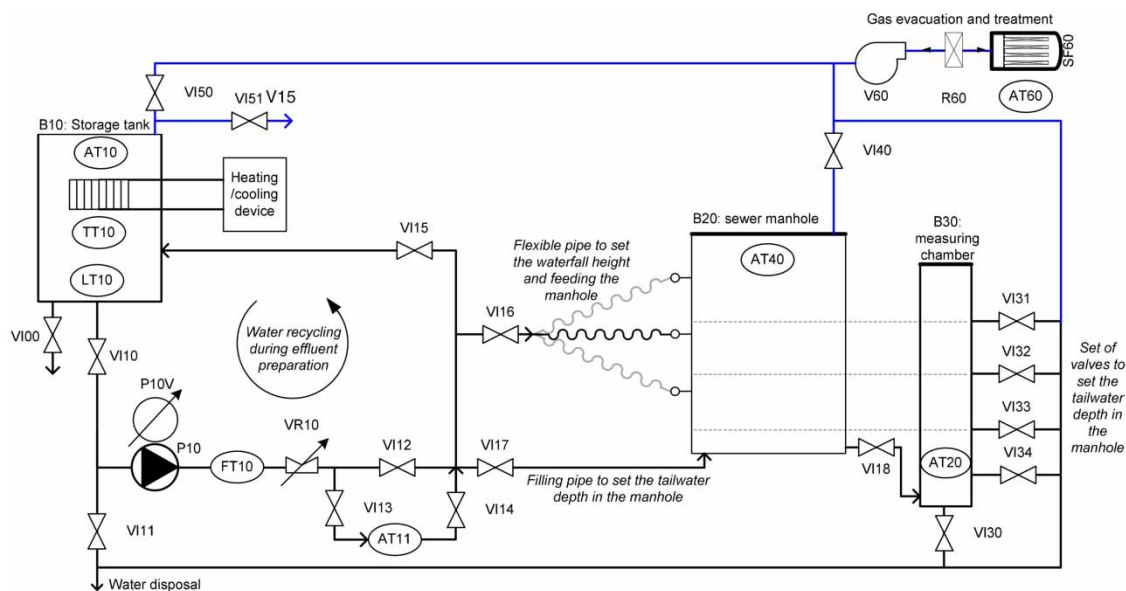 Gas evacuation and treatment
SF60
V60
R60
AT60
VI50
VI51
V15
VI40
B10: Storage tank
AT10
Heating
/cooling
device
TT10
LT10
VI15
Flexible pipe to set
the waterfall height
and feeding the
manhole
B20: sewer manhole
AT40
B30:
measuring
chamber
VI00
VI10
Water recycling
during effluent
preparation
VI16
VI31
VI32
VI33
VI34
Set of
valves to
set the
tailwater
depth in
the
manhole
P10V
P10
FT10
VR10
VI12
VI17
Filling pipe to set the tailwater
depth in the manhole
VI18
AT20
VI11
VI13
AT11
VI14
VI30
Water disposal